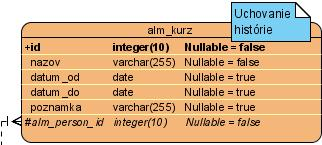 Uchovanie
histórie
alm_kurz
+id integer(10) Nullable = false
nazov varchar(255) Nullable = false
datum_od date Nullable = true
datum_do date Nullable = true
poznamka varchar(255) Nullable = true
#alm_person_id integer(10) Nullable = false